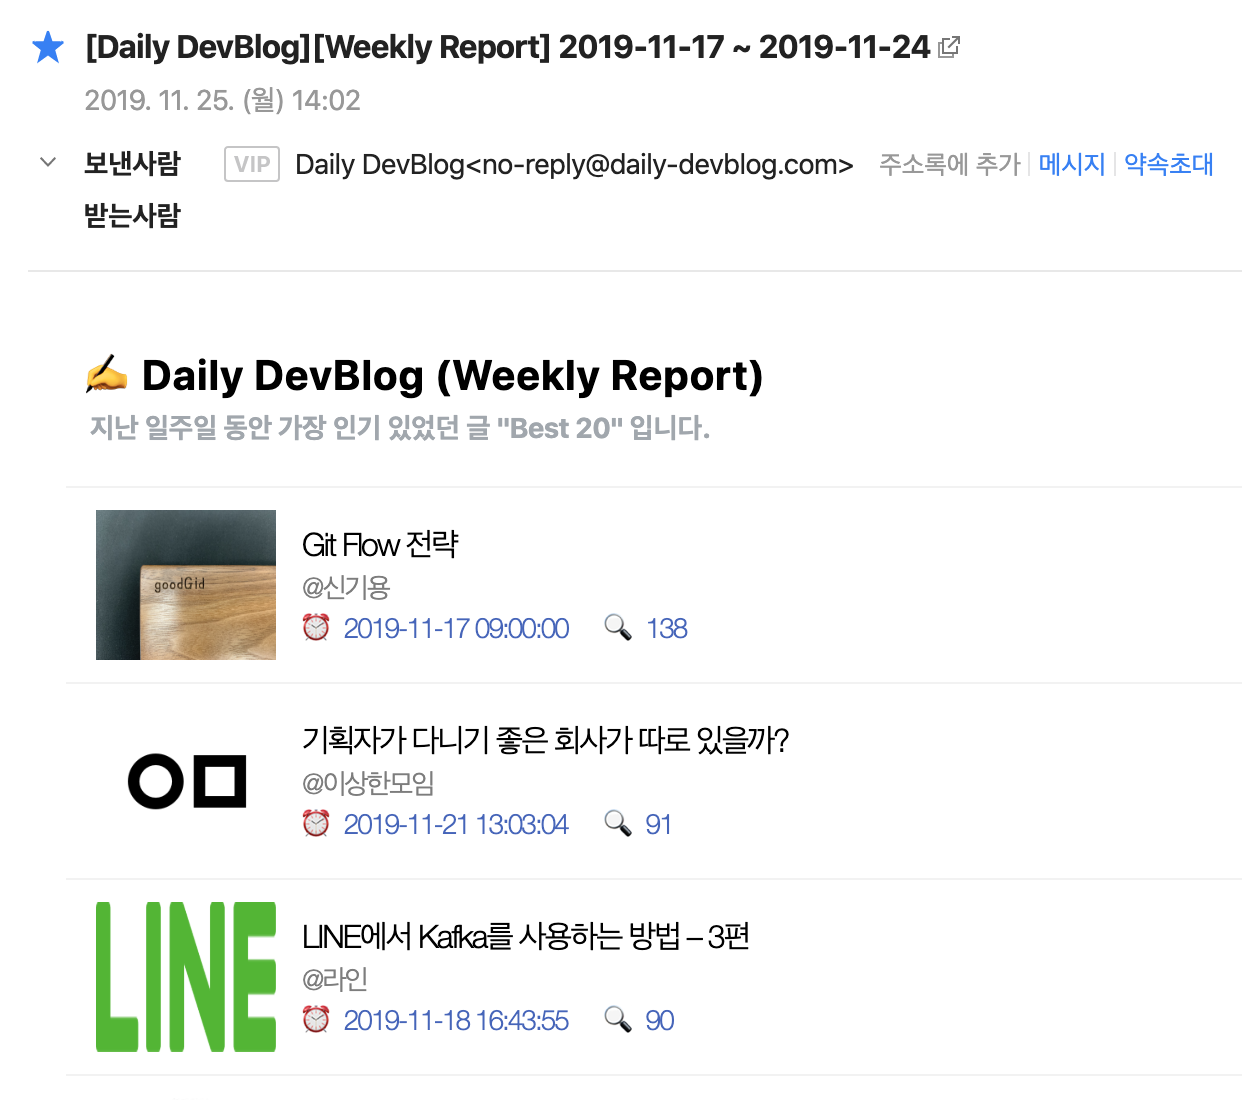 [Daily DevBlog][Weekly Report] 2019-11-17 ~ 2019-11-24
2019. 11. 25. (월) 14:02
보낸사람 VIP Daily DevBlog<no-reply@daily-devblog.com> 주소록에 추가 메시지 약속초대
받는사람
Daily DevBlog (Weekly Report)
지난 일주일 동안 가장 인기 있었던 글 "Best 20" 입니다.
goodGid
Git Flow 전략
@신기용
2019-11-17 09:00:00 138
ㅇㅁ
기획자가 다니기 좋은 회사가 따로 있을까?
@이상한모임
2019-11-21 13:03:04 91
LINE
LINE에서 Kafka를 사용하는 방법 – 3편
@라인
2019-11-18 16:43:55 90